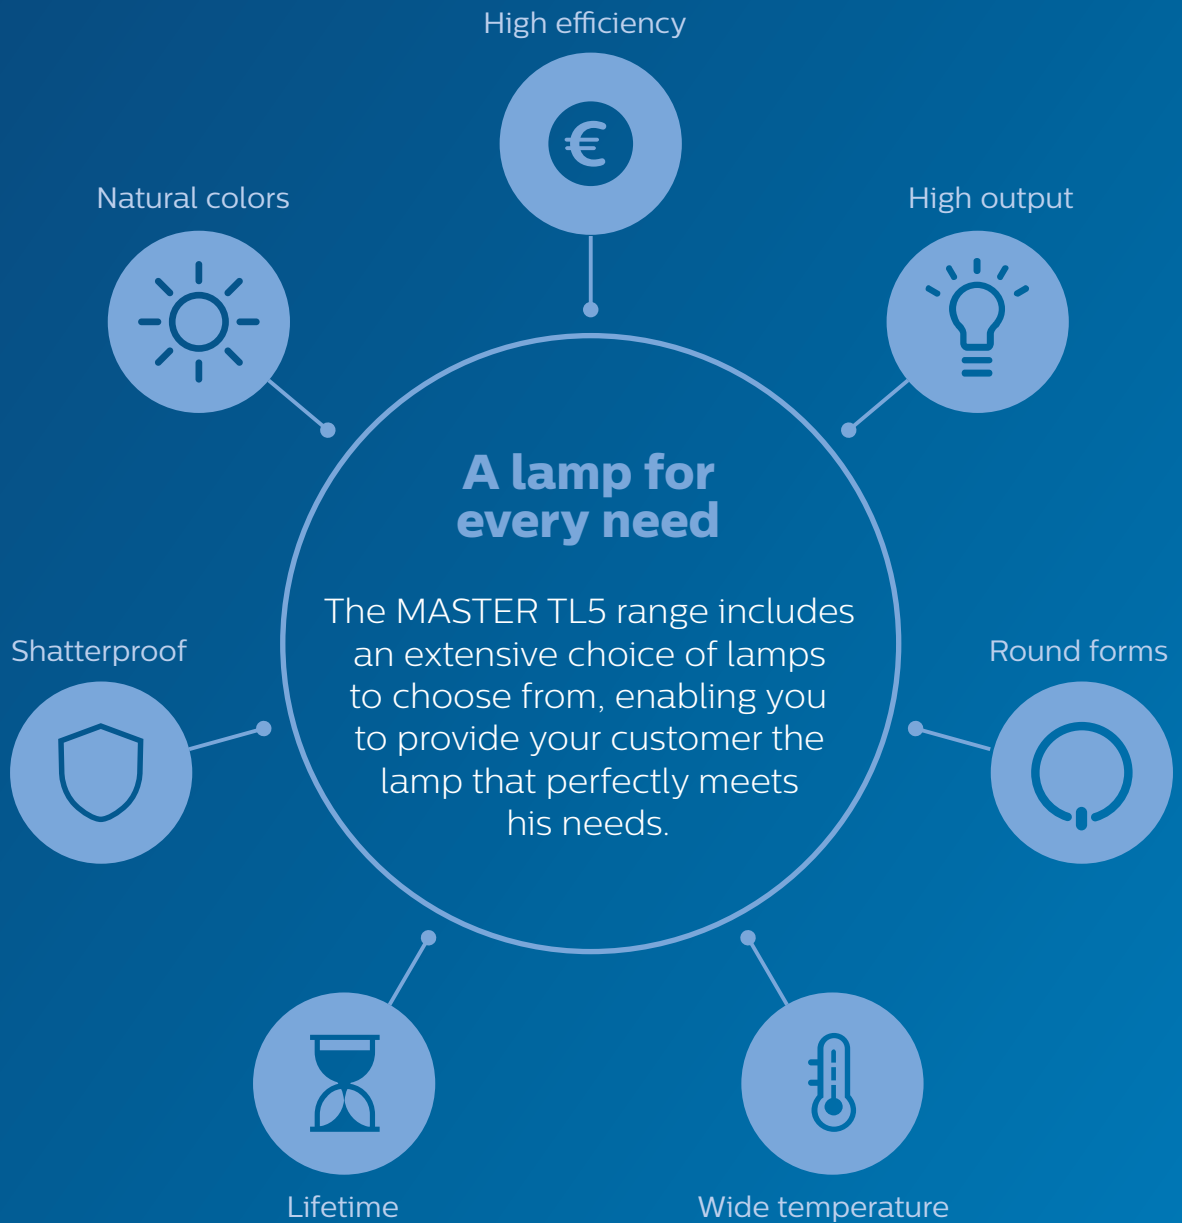 High efficiency
Natural colors
High output
€
A lamp for
every need
The MASTER TL5 range includes
an extensive choice of lamps
to choose from, enabling you
to provide your customer the
lamp that perfectly meets
his needs.
Shatterproof
Round forms
Lifetime
Wide temperature